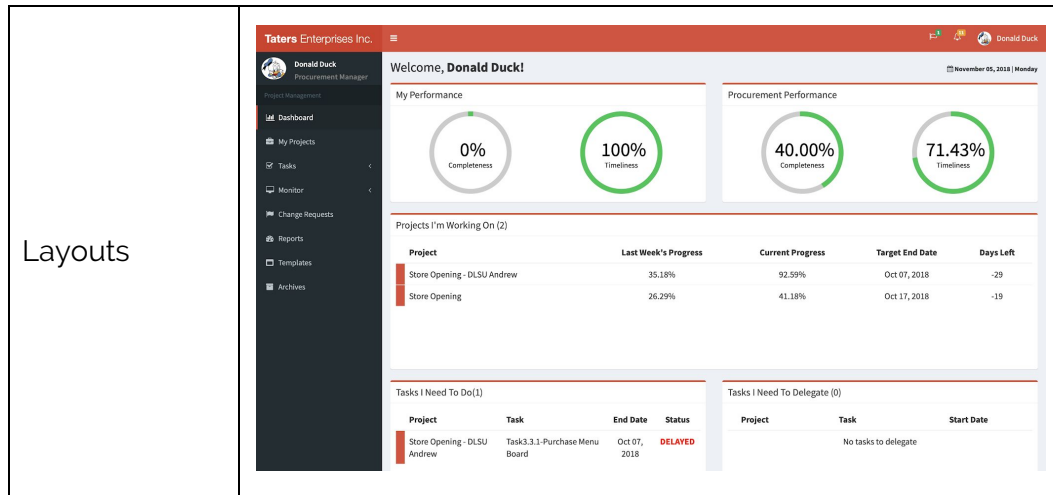 Layouts
Taters Enterprises Inc.
Donald Duck
Donald Duck
Procurement Manager
Project Management
Dashboard
My Projects
Tasks
Monitor
Change Requests
Reports
Templates
Archives
Welcome, Donald Duck!
November 05, 2018 | Monday
My Performance
0%
Completeness
100%
Timeliness
Procurement Performance
40.00%
Completeness
71.43%
Timeliness
Projects I'm Working On (2)
Project Last Week's Progress Current Progress Target End Date Days Left
Store Opening - DLSU Andrew 35.18% 92.59% Oct 07, 2018 -29
Store Opening 26.29% 41.18% Oct 17, 2018 -19
Tasks I Need To Do(1)
Project Task End Date Status
Store Opening - DLSU Task3.3.1-Purchase Menu Oct 07, DELAYED
Andrew Board 2018
Tasks I Need To Delegate (0)
Project Task Start Date
No tasks to delegate